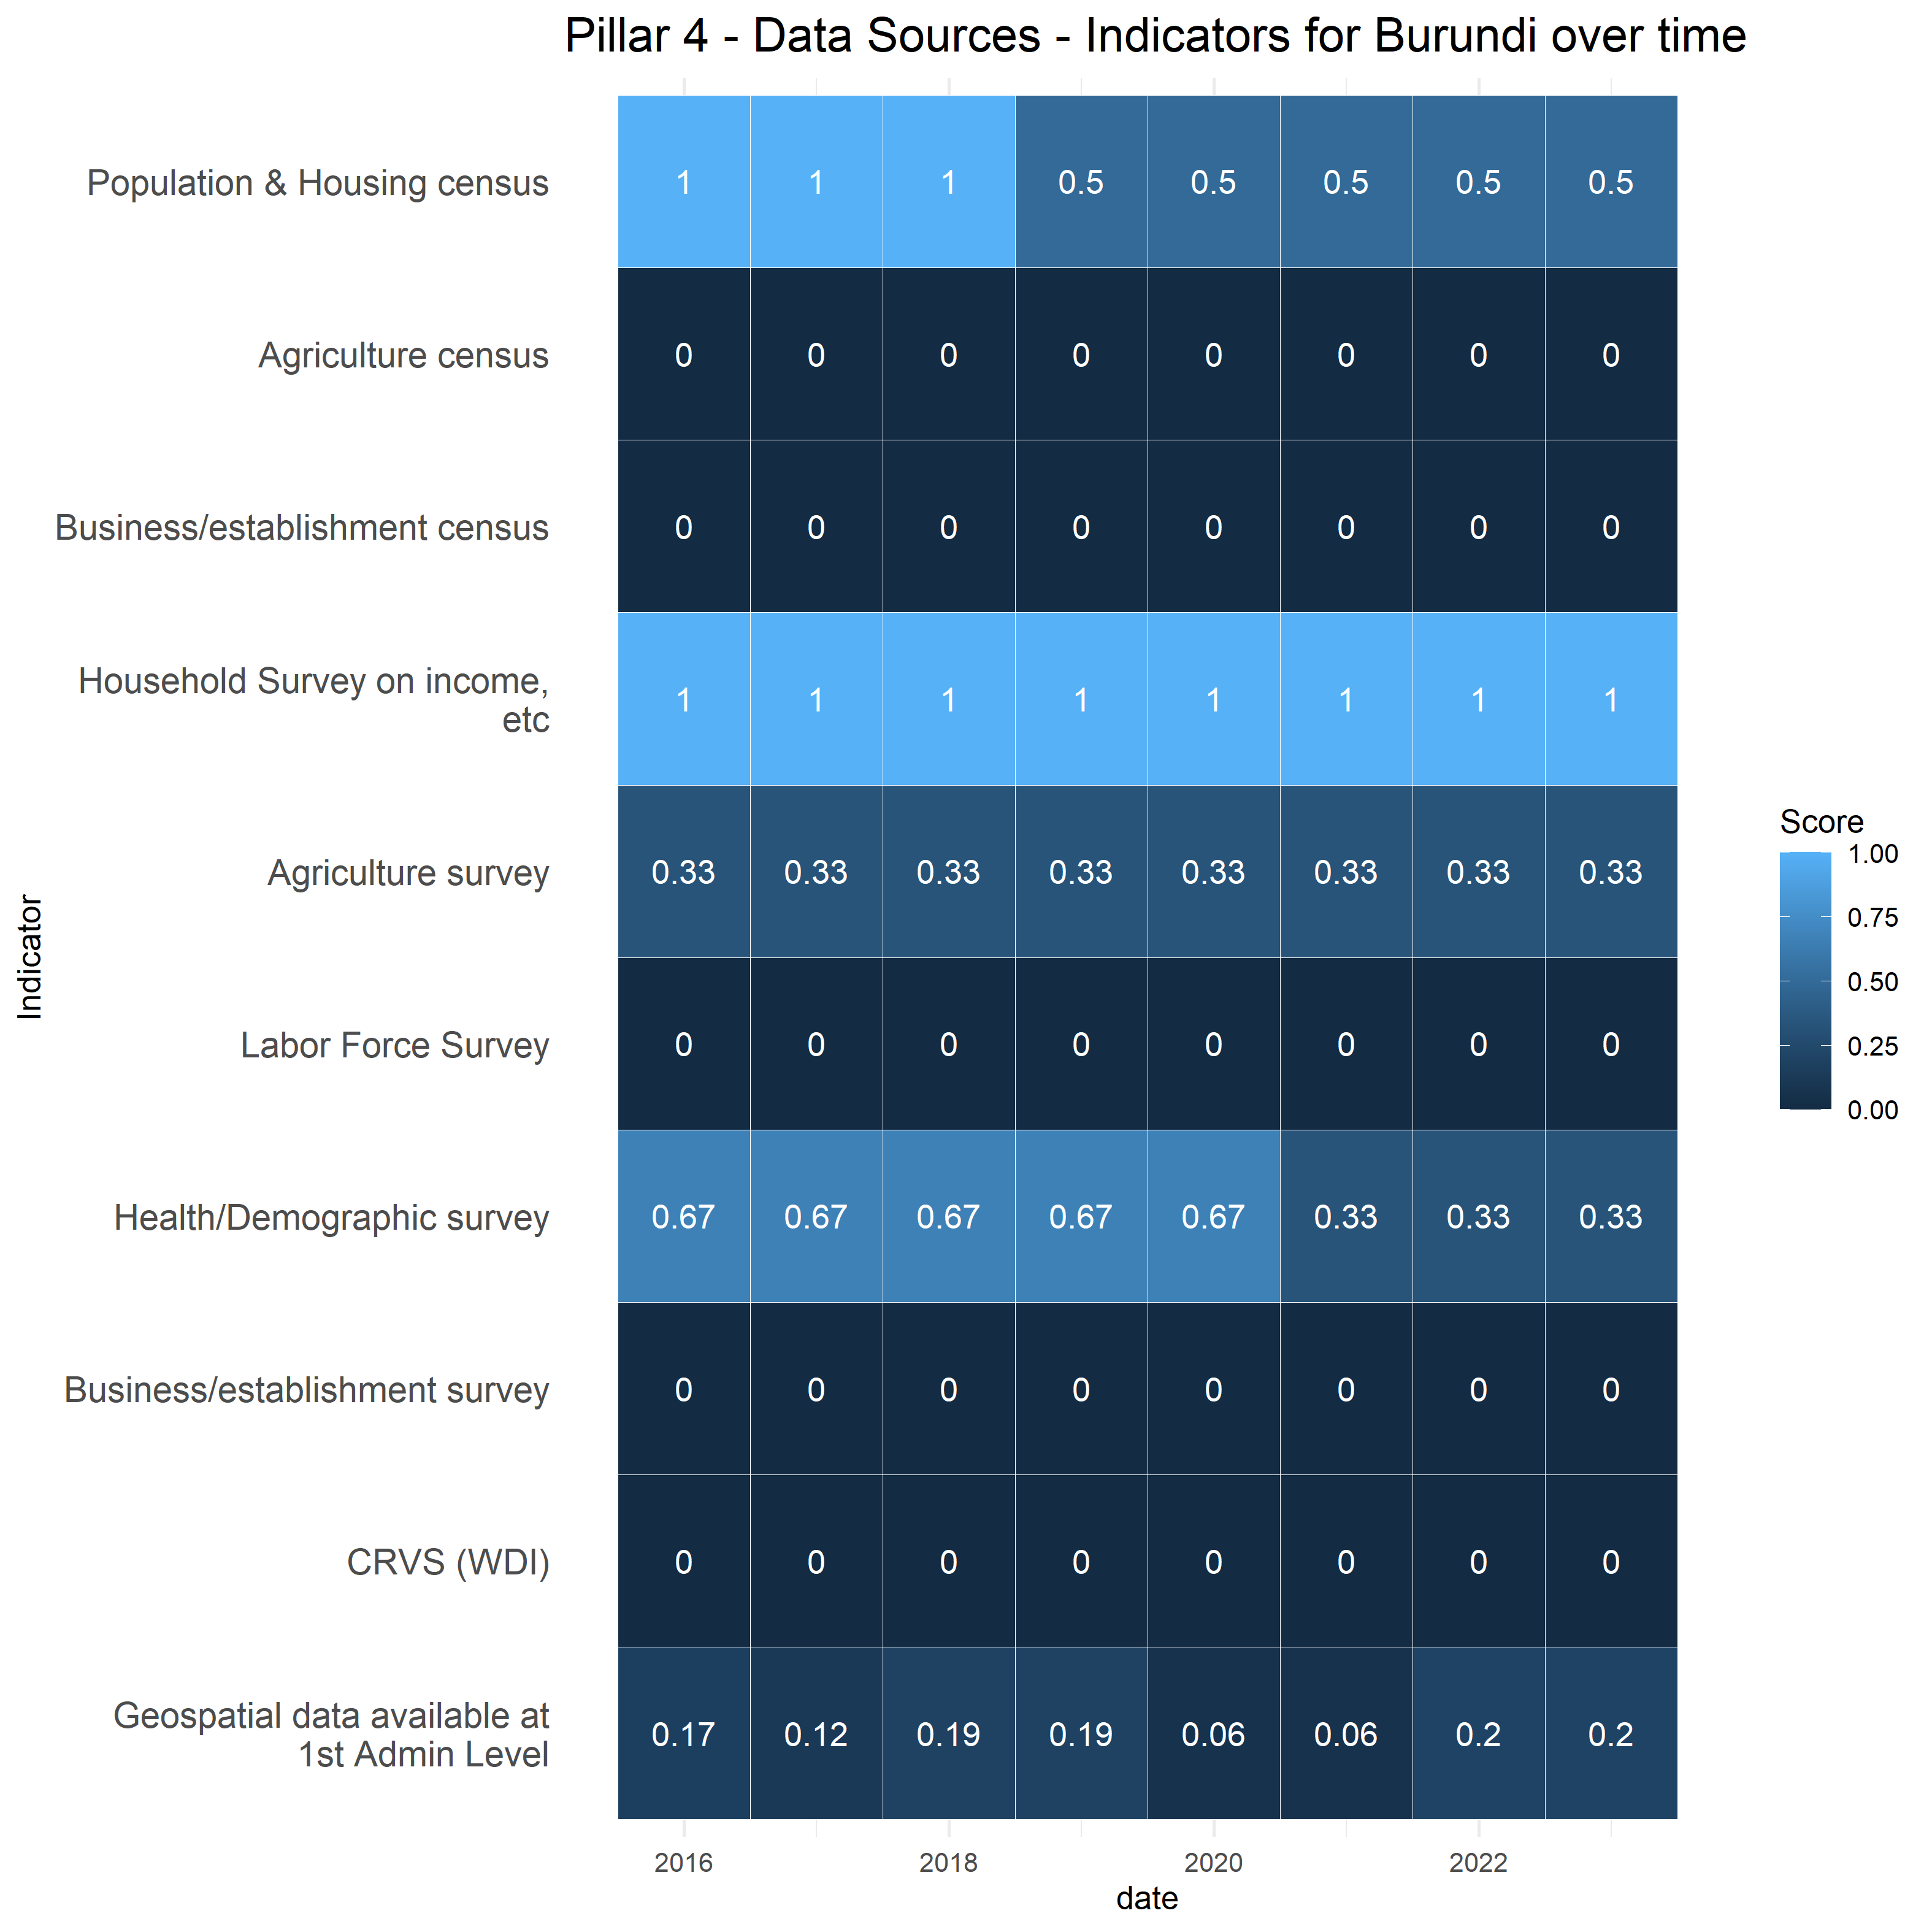 Pillar 4 - Data Sources - Indicators for Burundi over time
Population & Housing census
1 1 1 0.5 0.5 0.5 0.5 0.5
Agriculture census
0 0 0 0 0 0 0 0
Business/establishment census
0 0 0 0 0 0 0 0
Household Survey on income,
etc
1 1 1 1 1 1 1 1
Agriculture survey
0.33 0.33 0.33 0.33 0.33 0.33 0.33 0.33
Labor Force Survey
0 0 0 0 0 0 0 0
Health/Demographic survey
0.67 0.67 0.67 0.67 0.67 0.33 0.33 0.33
Business/establishment survey
0 0 0 0 0 0 0 0
CRVS (WDI)
0 0 0 0 0 0 0 0
Geospatial data available at
1st Admin Level
0.17 0.12 0.19 0.19 0.06 0.06 0.2 0.2
2016 2018 2020 2022
date
Indicator
Score
1.00
0.75
0.50
0.25
0.00